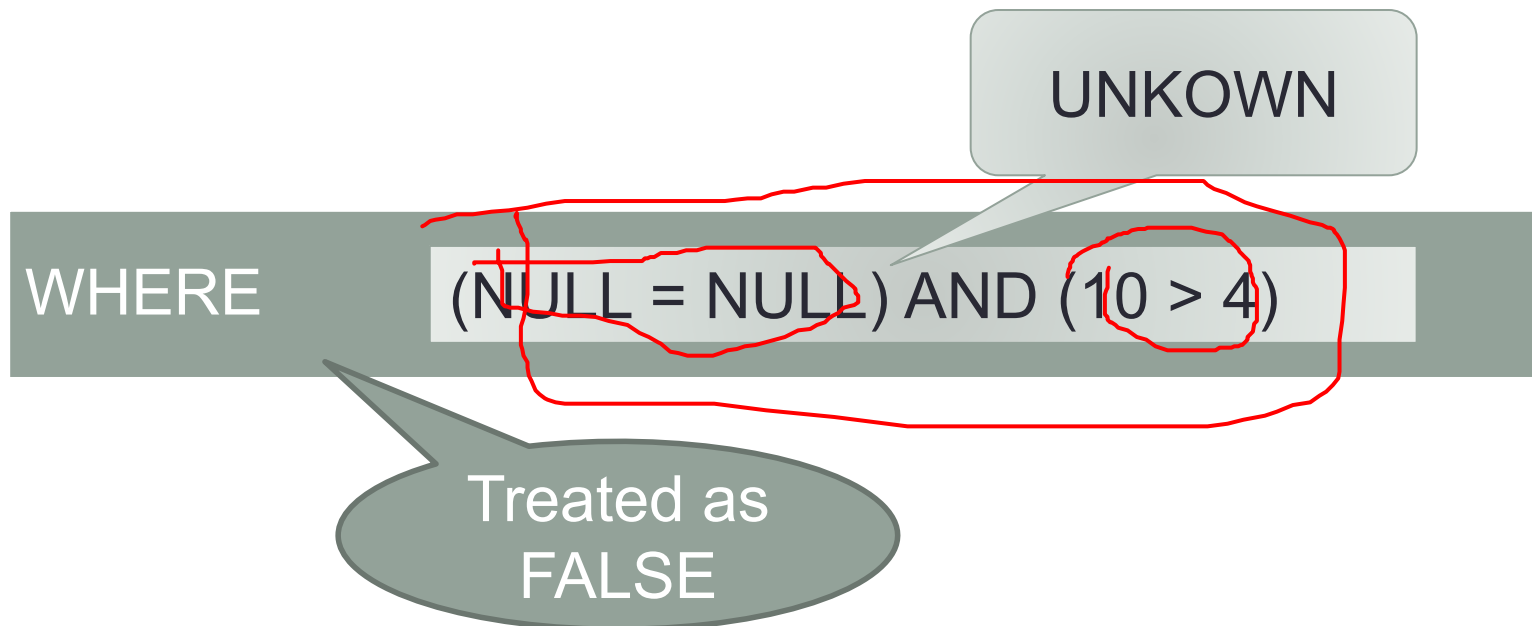 UNKOWN
WHERE (NULL = NULL) AND (10 > 4)
Treated as
FALSE